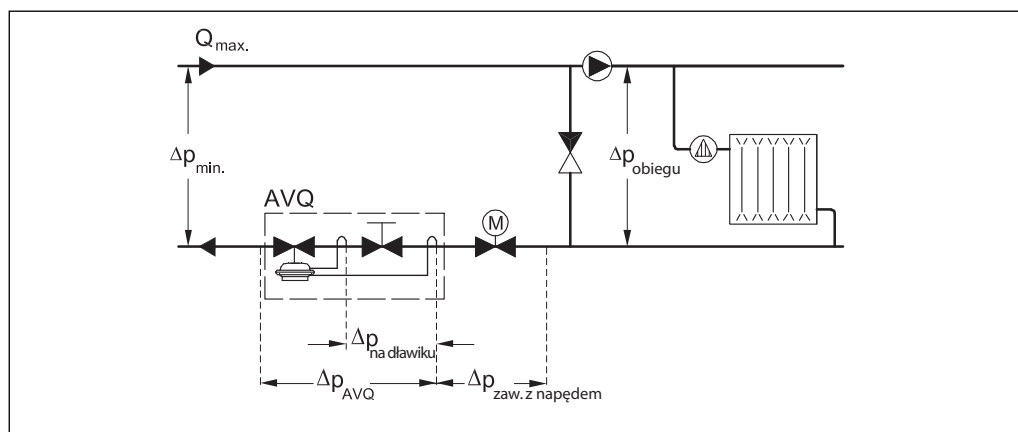 Qmax.
Δpmin.
Δpobiegu
AVQ
M
Δpna dławiku
ΔpAVQ
Δpzaw. z napędem